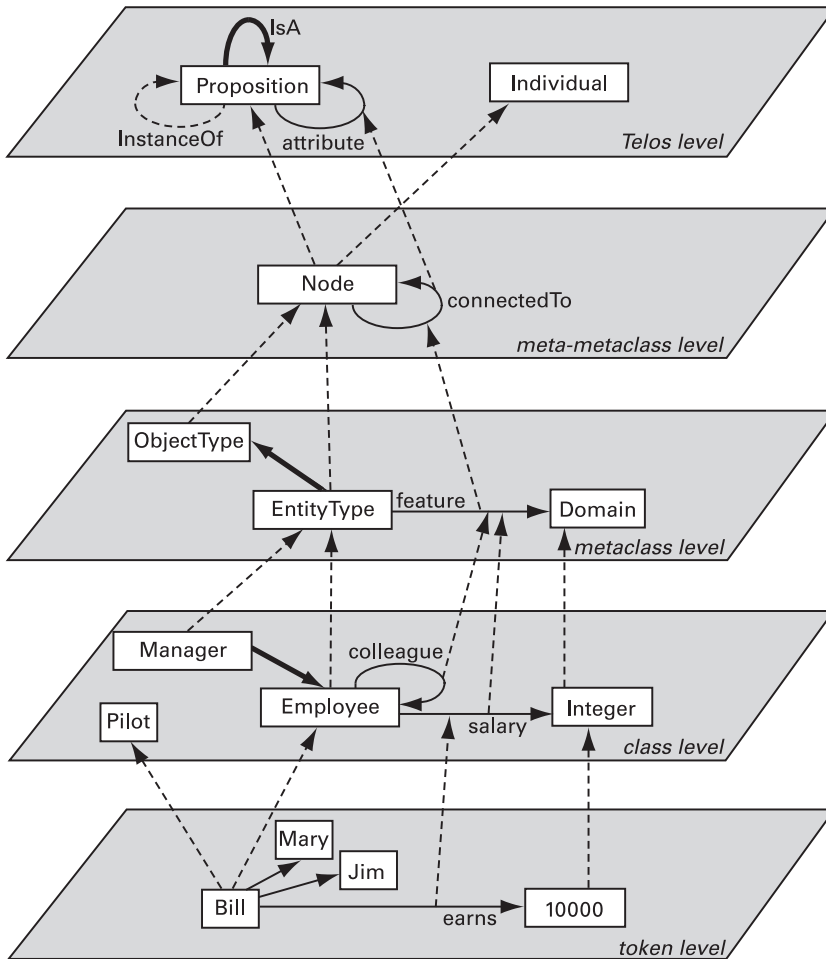 IsA
Proposition
Individual
InstanceOf
attribute
Telos level
Node
connectedTo
meta-metaclass level
ObjectType
EntityType
feature
Domain
metaclass level
Manager
colleague
Employee
Integer
Pilot
salary
class level
Mary
Jim
Bill
10000
earns
token level